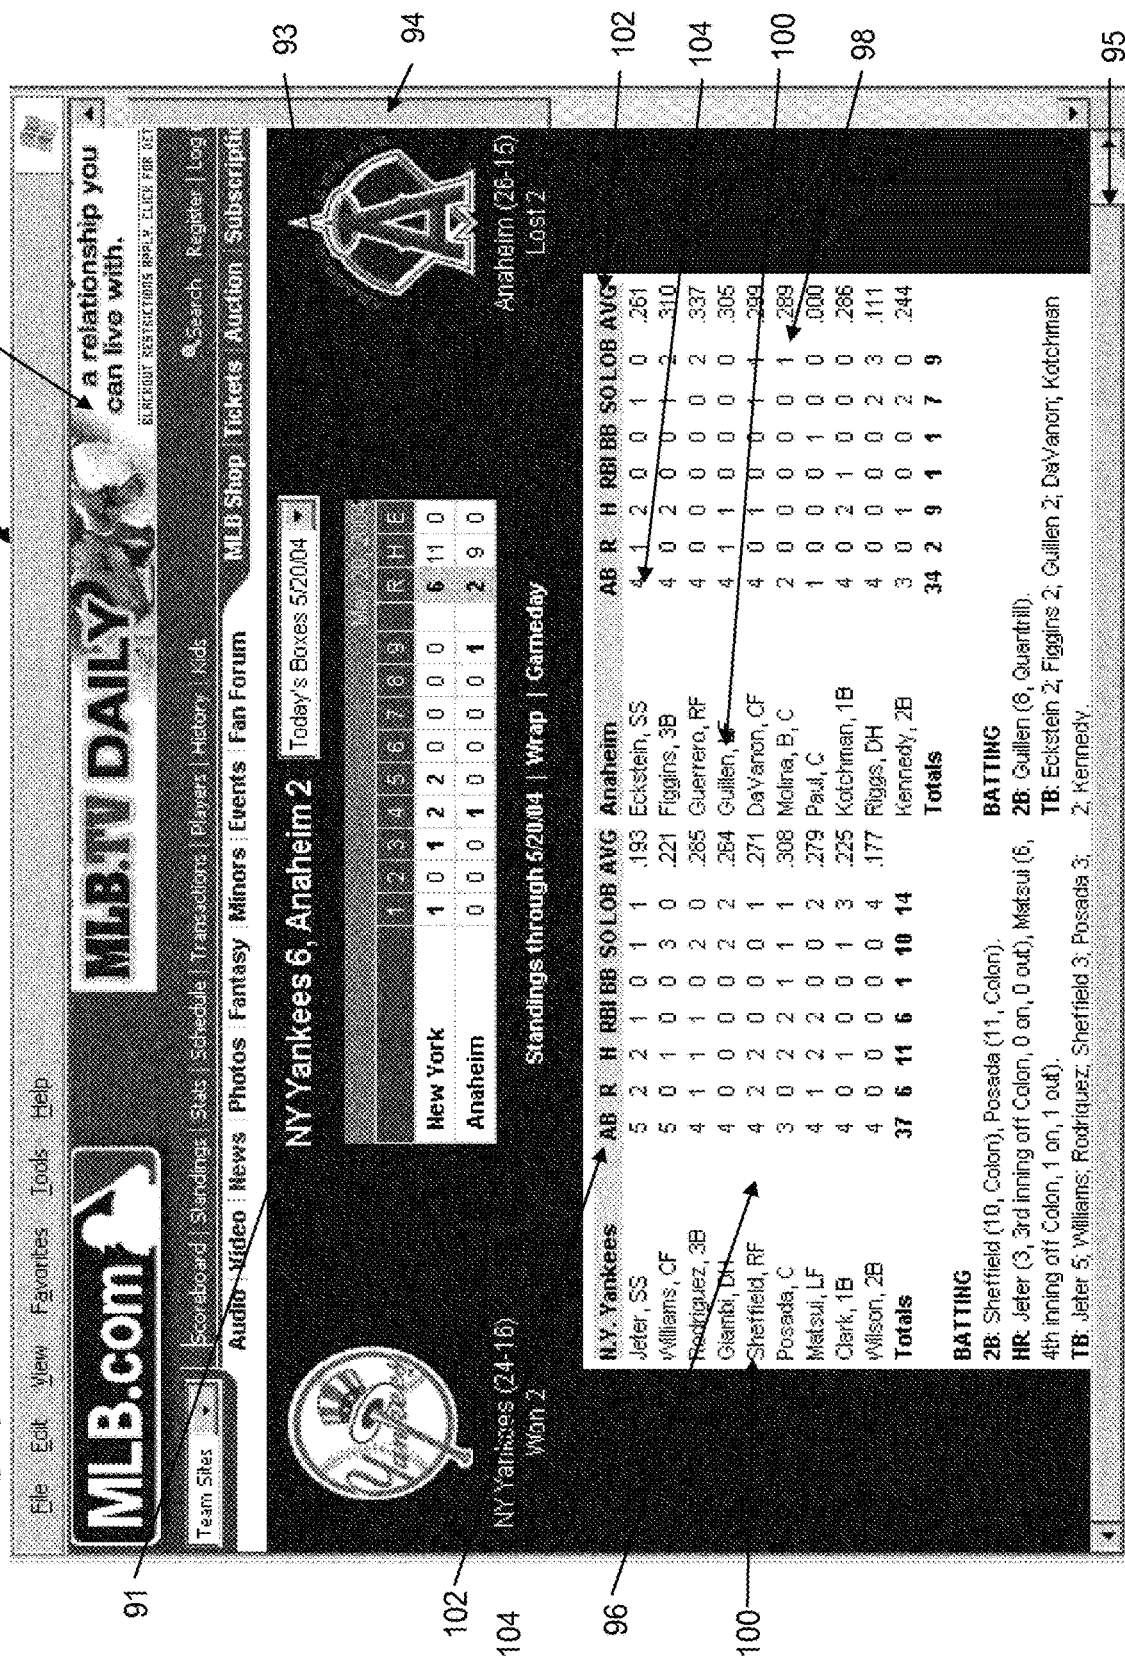 File Edit View Favorites Tools Help
MLB.com
MLB.TV DAILY
a relationship you
can live with.
BLACKOUT RESTRICTIONS APPLY. CLICK FOR DET
Team Sites
Scoreboard | Standings | Stats | Schedule | Transactions | Players | History | Kids
Search Register | Log
Audio | Video | News | Photos | Fantasy | Minors | Events | Fan Forum
MLB Shop Tickets Auction Subscriptio
NY Yankees 6, Anaheim 2
Today's Boxes 5/20/04
1 2 3 4 5 6 7 8 9 R H E
New York 1 0 1 2 2 0 0 0 0 6 11 0
Anaheim 0 0 0 1 0 0 0 0 1 2 9 0
NY Yankees (24-16)
Won 2
Anaheim (26-15)
Lost 2
Standings through 5/20/04 | Wrap | Gameday
N.Y. Yankees AB R H RBI BB SO LOB AVG
Jeter, SS 5 2 2 1 0 1 1 .193
Williams, CF 5 0 1 0 0 3 0 .221
Rodriguez, 3B 4 1 1 1 0 2 0 .265
Giambi, DH 4 0 0 0 0 2 2 .264
Sheffield, RF 4 2 2 0 0 0 1 .271
Posada, C 3 0 2 2 1 1 1 .308
Matsui, LF 4 1 2 2 0 0 2 .279
Clark, 1B 4 0 1 0 0 1 3 .225
Wilson, 2B 4 0 0 0 0 0 4 .177
Totals 37 6 11 6 1 10 14
BATTING
2B: Sheffield (10, Colon), Posada (11, Colon).
HR: Jeter (3, 3rd inning off Colon, 0 on, 0 out), Matsui (6,
4th inning off Colon, 1 on, 1 out).
TB: Jeter 5; Williams; Rodriguez; Sheffield 3; Posada 3;
Anaheim AB R H RBI BB SO LOB AVG
Eckstein, SS 4 1 2 0 0 1 0 .261
Figgins, 3B 4 0 2 0 0 1 2 .310
Guerrero, RF 4 0 0 0 0 0 2 .337
Guillen, LF 4 1 1 1 0 0 0 .305
DaVanon, CF 4 0 1 0 0 1 1 .299
Molina, B, C 2 0 0 0 0 0 1 .289
Paul, C 1 0 0 0 1 0 0 .000
Kotchman, 1B 4 0 2 1 0 0 0 .286
Riggs, DH 4 0 0 0 0 2 3 .111
Kennedy, 2B 3 0 1 0 0 2 0 .244
Totals 34 2 9 1 1 7 9
BATTING
2B: Guillen (8, Quantrill).
TB: Eckstein 2; Figgins 2; Guillen 2; DaVanon; Kotchman
2; Kennedy
91
102
104
96
100
93
94
102
104
100
98
95